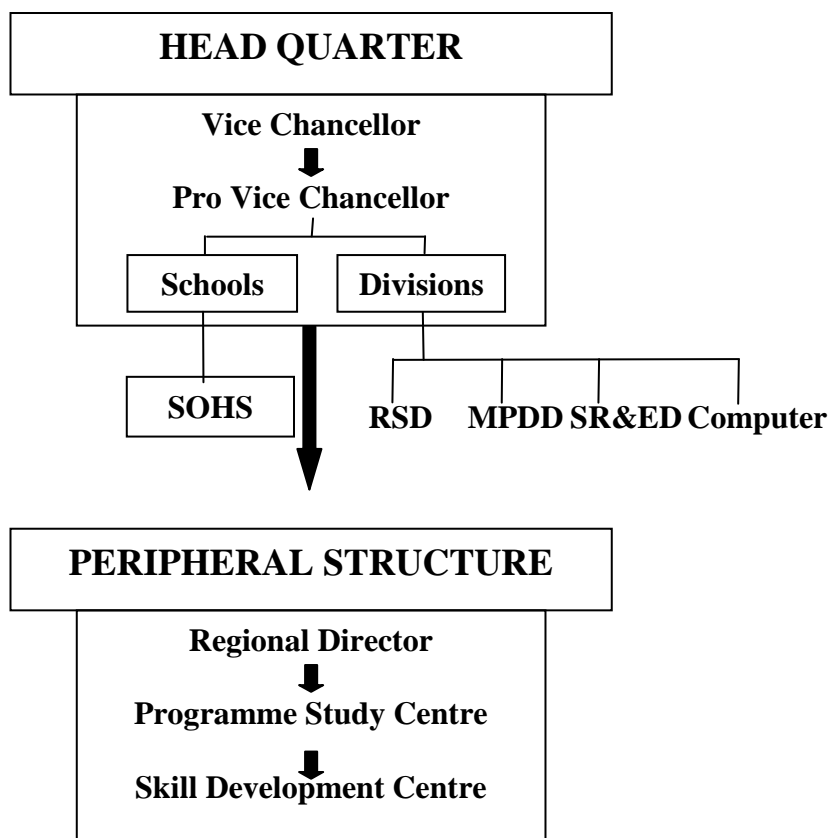 HEAD QUARTER
Vice Chancellor
Pro Vice Chancellor
Schools Divisions
SOHS
RSD MPDD SR&ED Computer
PERIPHERAL STRUCTURE
Regional Director
Programme Study Centre
Skill Development Centre